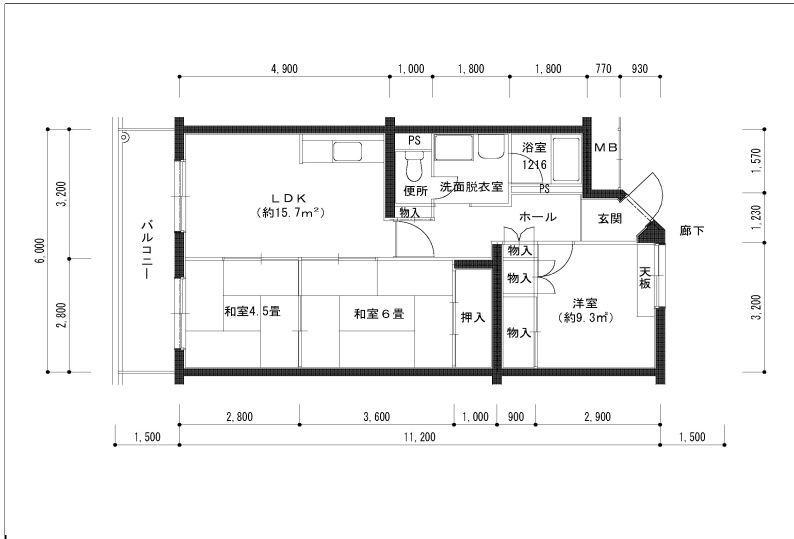 4,900
1,000
1,800
1,800
770
930
PS
浴室
1216
MB
便所
洗面脱衣室
PS
1,570
3,200
LDK
(約15.7m²)
物入
ホール
玄関
1,230
廊下
6,000
バルコニー
物入
天板
物入
洋室
(約9.3㎡)
2,800
和室4.5畳
和室6畳
押入
物入
3,200
2,800
3,600
1,000
900
2,900
1,500
11,200
1,500